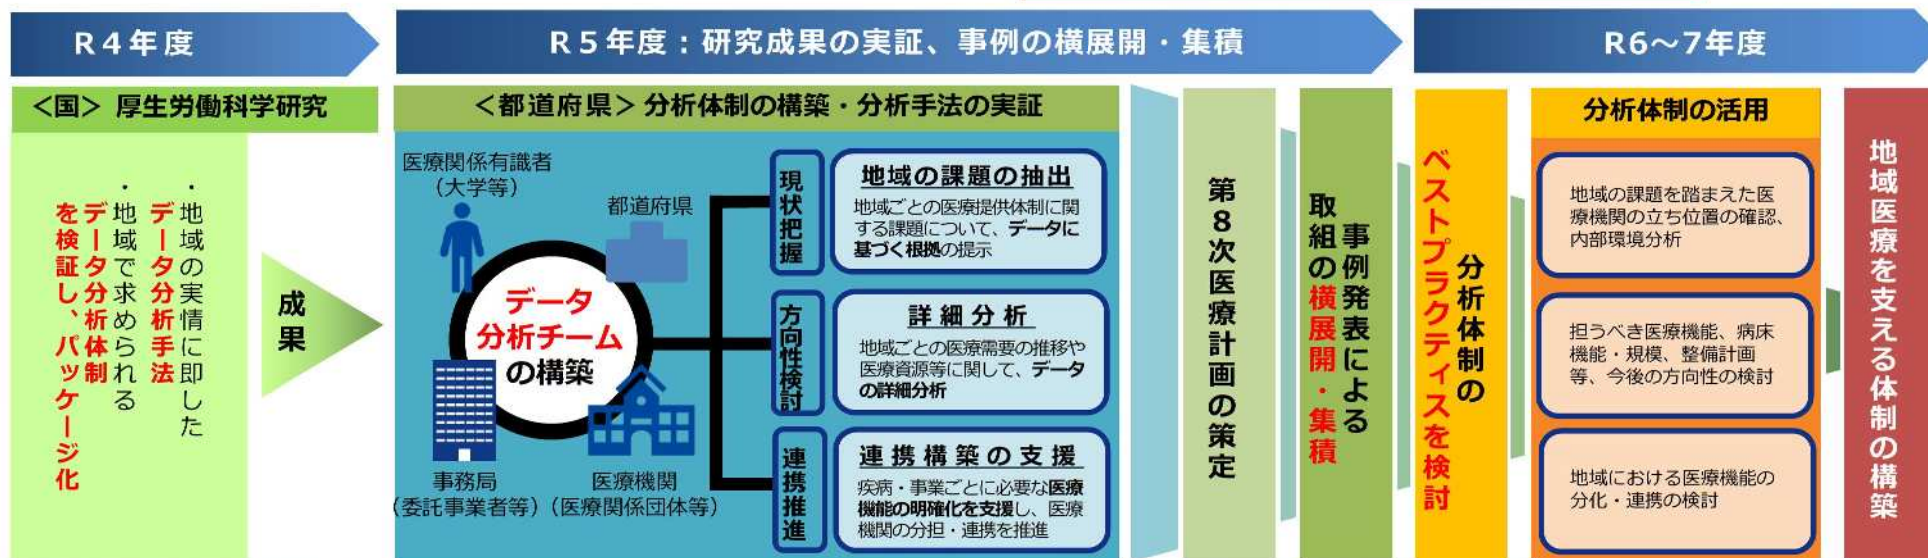 R4年度
<国> 厚生労働科学研究
・地域の実情に即した
データ分析手法
・地域で求められる
データ分析体制
を検証し、パッケージ化
成果
R5年度：研究成果の実証、事例の横展開・集積
<都道府県> 分析体制の構築・分析手法の実証
医療関係有識者
（大学等）
都道府県
データ
分析チーム
の構築
事務局
（委託事業者等）
医療機関
（医療関係団体等）
現状把握
地域の課題の抽出
地域ごとの医療提供体制に関
する課題について、データに
基づく根拠の提示
方向性検討
詳細分析
地域ごとの医療需要の推移や
医療資源等に関して、データ
の詳細分析
連携推進
連携構築の支援
疾病・事業ごとに必要な医療
機能の明確化を支援し、医療
機関の分担・連携を推進
第8次医療計画の策定
事例発表による
取組の横展開・集積
R6～7年度
分析体制の
ベストプラクティスを検討
分析体制の活用
地域の課題を踏まえた医
療機関の立ち位置の確認、
内部環境分析
担うべき医療機能、病床
機能・規模、整備計画
等、今後の方向性の検討
地域における医療機能の
分化・連携の検討
地域医療を支える体制の構築